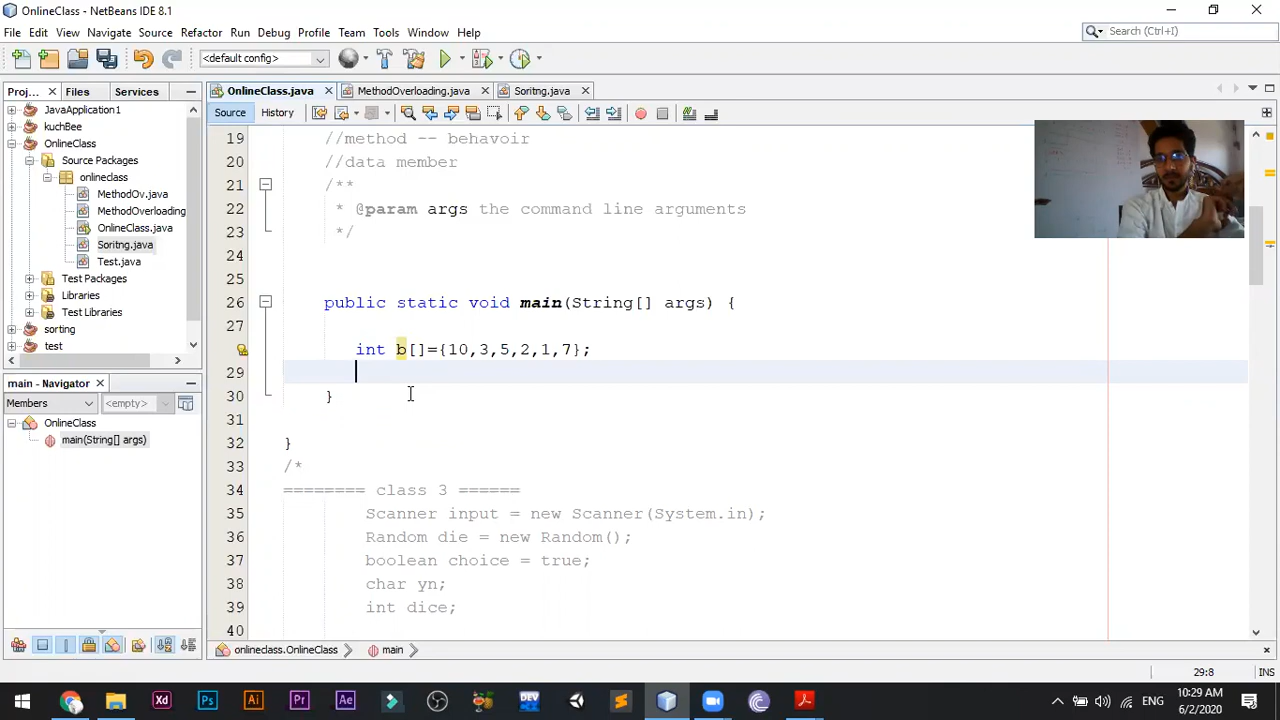 OnlineClass - NetBeans IDE 8.1
File Edit View Navigate Source Refactor Run Debug Profile Team Tools Window Help
Search (Ctrl+I)
<default config>
Proj... Files Services
OnlineClass.java MethodOverloading.java Soritng.java
Source History
JavaApplication1
kuchBee
OnlineClass
Source Packages
onlineclass
MethodOv.java
MethodOverloading
OnlineClass.java
Soritng.java
Test.java
Test Packages
Libraries
Test Libraries
sorting
test
main - Navigator
Members <empty>
OnlineClass
main(String[] args)
19 //method -- behavoir
20 //data member
21 /**
22 * @param args the command line arguments
23 */
24
25
26 public static void main(String[] args) {
27
int b[]={10,3,5,2,1,7};
29
30 }
31
32 }
33 /*
34 ======== class 3 ======
35 Scanner input = new Scanner(System.in);
36 Random die = new Random();
37 boolean choice = true;
38 char yn;
39 int dice;
40
onlineclass.OnlineClass main
29:8 INS
Xd Ps Ai Pr Ae DEV
ENG
10:29 AM
6/2/2020